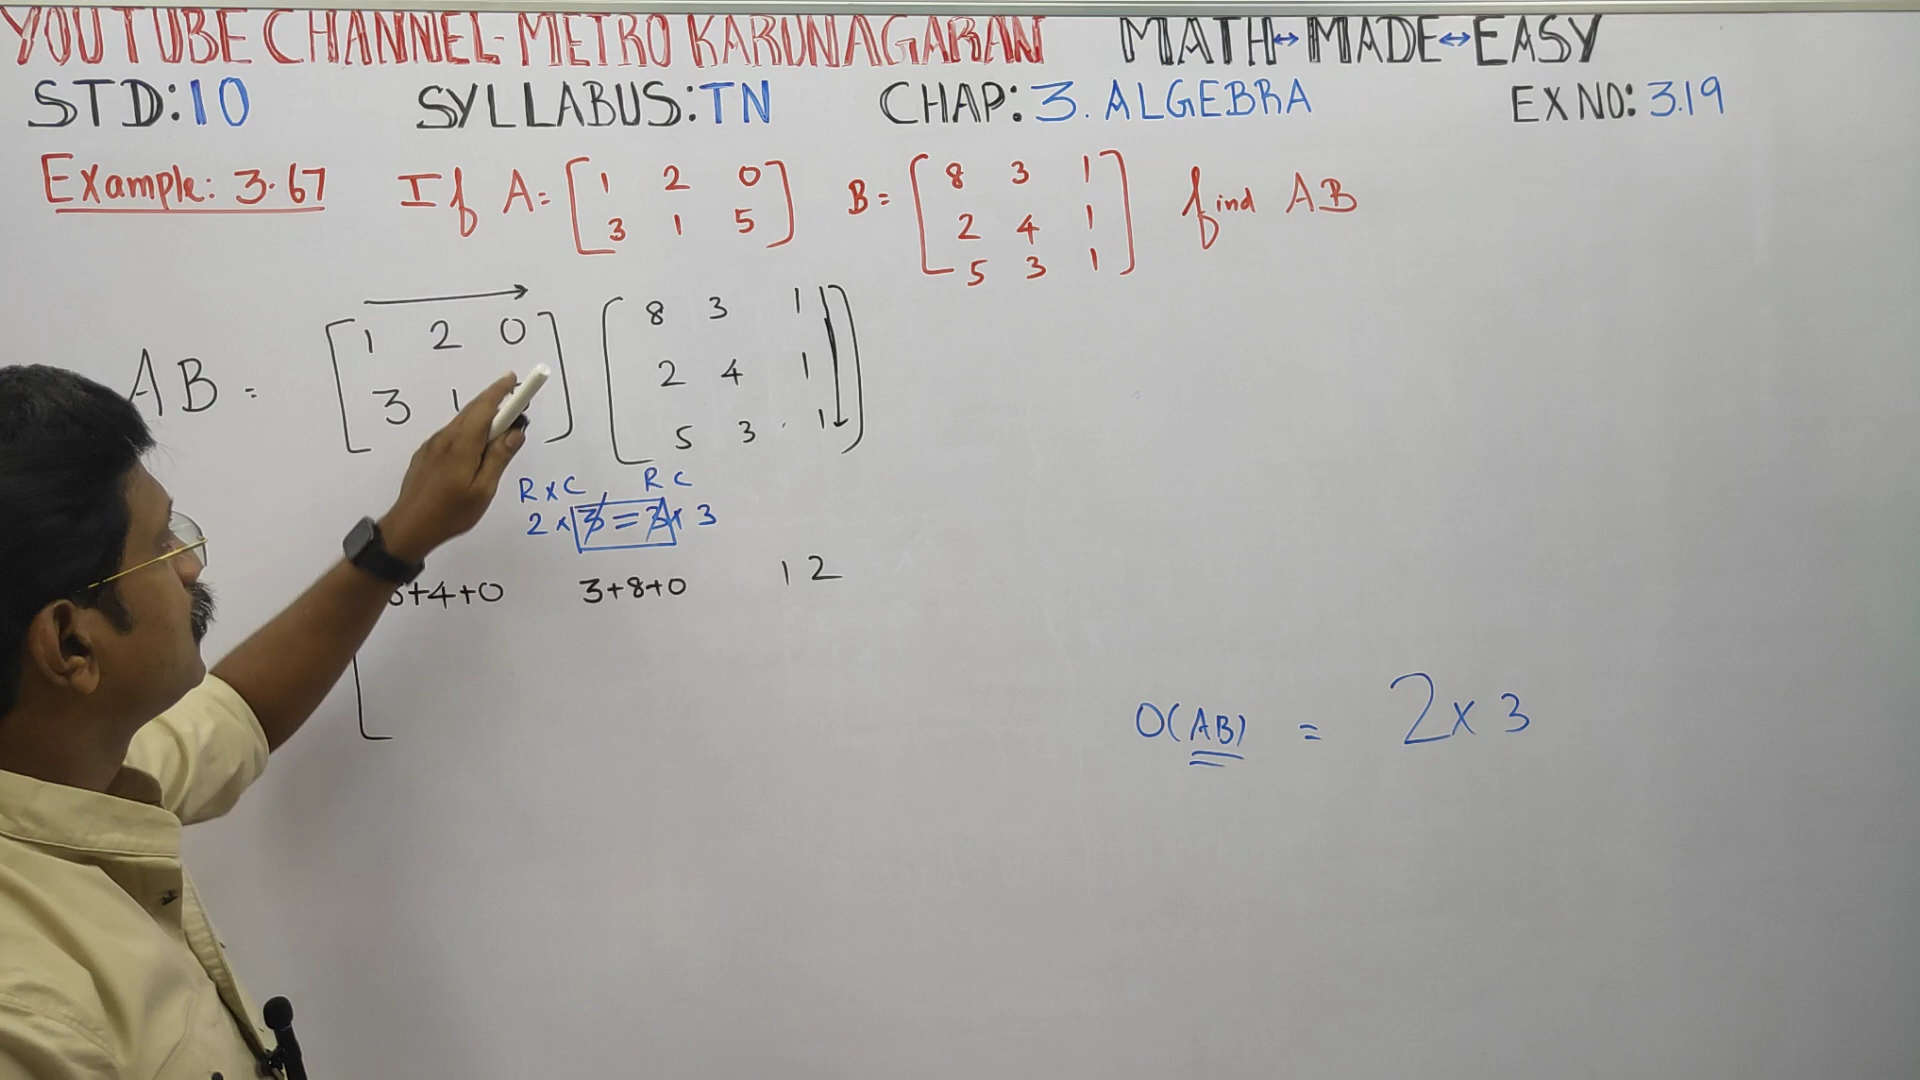 YOUTUBE CHANNEL-METRO KARUNAGARAN MATH↔MADE↔EASY
STD:10 SYLLABUS:TN CHAP: 3. ALGEBRA EX NO: 3.19
Example: 3.67 If A= [1 2 0 B= [8 3 1 find AB
3 1 5] 2 4 1
5 3 1]
AB = [1 2 0 [8 3 1
3 1 ] 2 4 1
5 3 1]
R×C R C
2×3=3×3
+4+0 3+8+0 1 2
O(AB) = 2×3